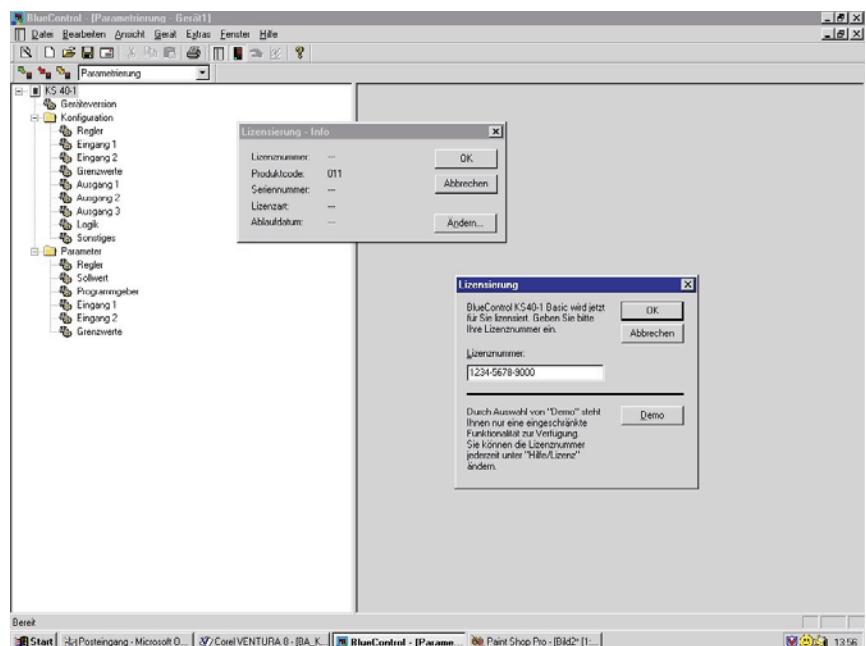 BlueControl - [Parametrierung - Gerät1]
Datei Bearbeiten Ansicht Gerät Extras Fenster Hilfe
Parametrierung
KS 40-1
Geräteversion
Konfiguration
Regler
Eingang 1
Eingang 2
Grenzwerte
Ausgang 1
Ausgang 2
Ausgang 3
Logik
Sonstiges
Parameter
Regler
Sollwert
Programmgeber
Eingang 1
Eingang 2
Grenzwerte
Lizensierung - Info
Lizenznummer: ---
Produktcode: 011
Seriennummer: ---
Lizenzart: ---
Ablaufdatum: ---
OK
Abbrechen
Ändern...
Lizensierung
BlueControl KS40-1 Basic wird jetzt
für Sie lizensiert. Geben Sie bitte
Ihre Lizenznummer ein.
OK
Abbrechen
Lizenznummer:
1234-5678-9000
Durch Auswahl von "Demo" steht
Ihnen nur eine eingeschränkte
Funktionalität zur Verfügung.
Sie können die Lizenznummer
jederzeit unter "Hilfe/Lizenz"
ändern.
Demo
Bereit
Start
Posteingang - Microsoft O...
Corel VENTURA 8 - [BA_K...
BlueControl - [Parame...
Paint Shop Pro - [Bild2* [1:...
13:56